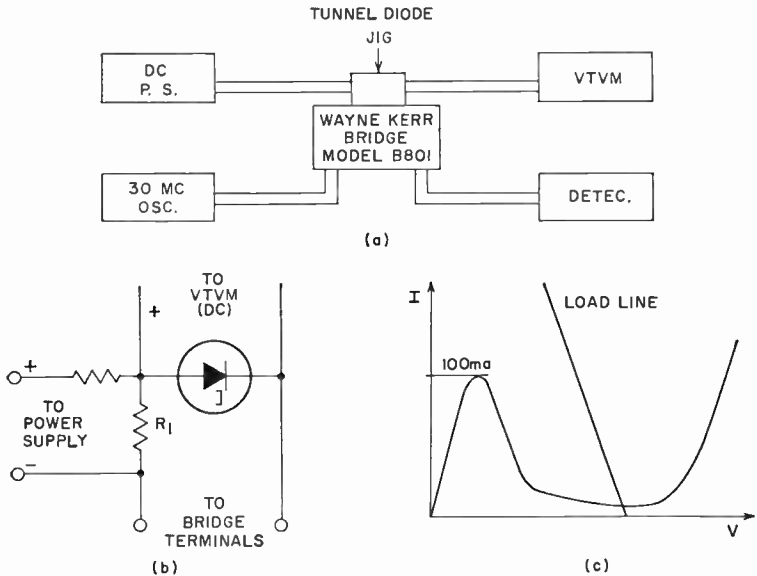 TUNNEL DIODE
JIG
DC
P. S.
VTVM
WAYNE KERR
BRIDGE
MODEL B801
30 MC
OSC.
DETEC.
(a)
TO
VTVM
(DC)
+
+
TO
POWER
SUPPLY
R1
-
TO
BRIDGE
TERMINALS
(b)
I
LOAD LINE
100ma
V
(c)